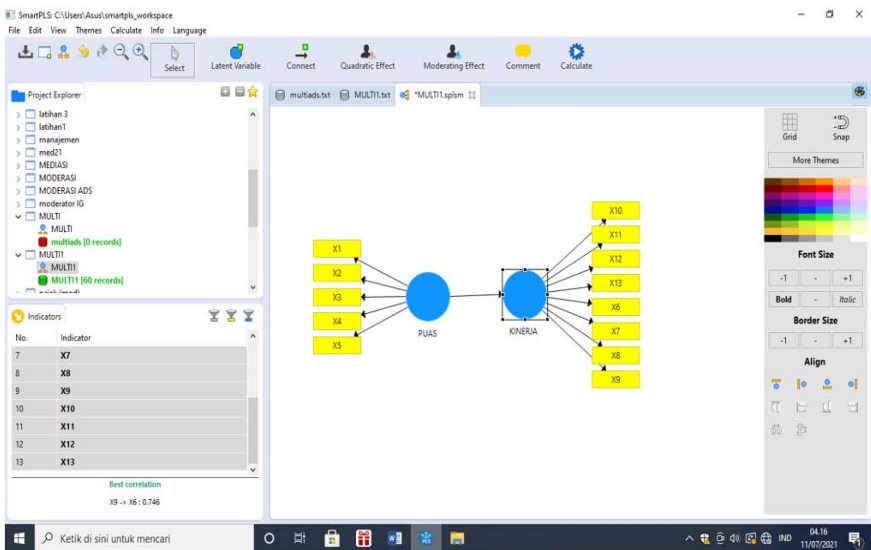 SmartPLS: C:\Users\Asus\smartpls_workspace
File Edit View Themes Calculate Info Language
Select
Latent Variable
Connect
Quadratic Effect
Moderating Effect
Comment
Calculate
Project Explorer
latihan 3
latihan1
manajemen
med21
MEDIASI
MODERASI
MODERASI ADS
moderator IG
MULTI
MULTI
multiads [0 records]
MULTI1
MULTI1
MULTI1 [60 records]
Indicators
No. Indicator
7 X7
8 X8
9 X9
10 X10
11 X11
12 X12
13 X13
Best correlation
X9 -> X6 : 0.746
multiads.txt MULTI1.txt *MULTI1.splsm
X1
X2
X3
X4
X5
PUAS
KINERJA
X10
X11
X12
X13
X6
X7
X8
X9
Grid Snap
More Themes
Font Size
-1 - +1
Bold - Italic
Border Size
-1 - +1
Align
Ketik di sini untuk mencari
IND
04.16
11/07/2021